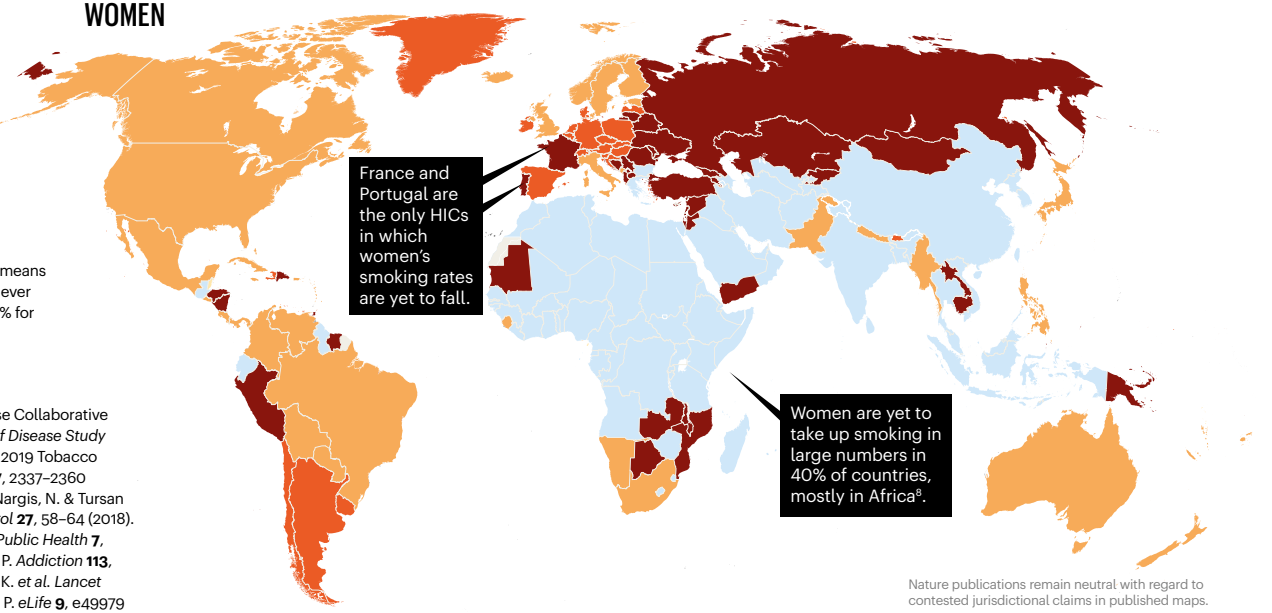 WOMEN
France and
Portugal are
the only HICs
in which
women’s
smoking rates
are yet to fall.
means
ever
% for
Women are yet to
take up smoking in
large numbers in
40% of countries,
mostly in Africa⁸.
se Collaborative
of Disease Study
2019 Tobacco
, 2337–2360
Nargis, N. & Tursan
ol 27, 58–64 (2018).
Public Health 7,
P. Addiction 113,
K. et al. Lancet
P. eLife 9, e49979
Nature publications remain neutral with regard to
contested jurisdictional claims in published maps.